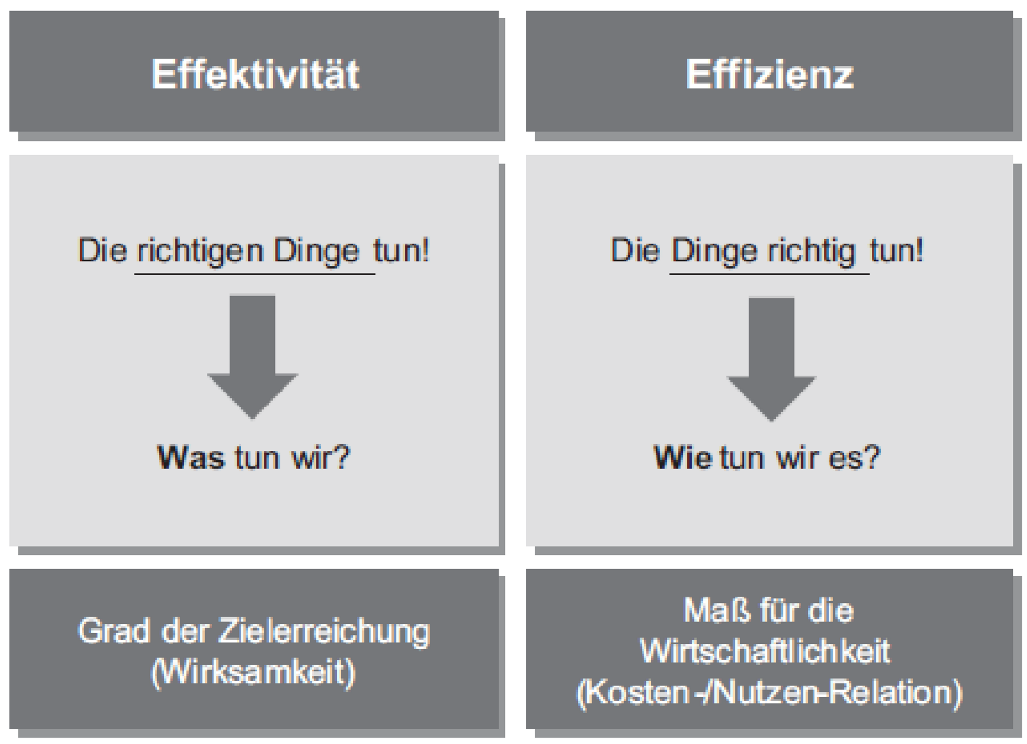 Effektivität
Die richtigen Dinge tun!
Was tun wir?
Grad der Zielerreichung
(Wirksamkeit)
Effizienz
Die Dinge richtig tun!
Wie tun wir es?
Maß für die
Wirtschaftlichkeit
(Kosten-/Nutzen-Relation)